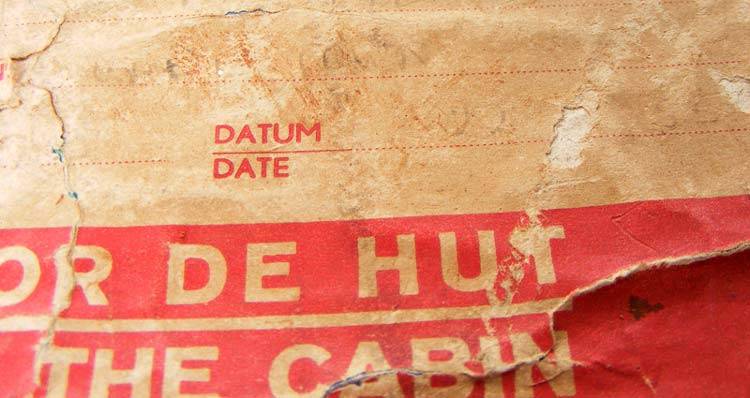 DATUM
DATE
OR DE HUT
THE CABIN